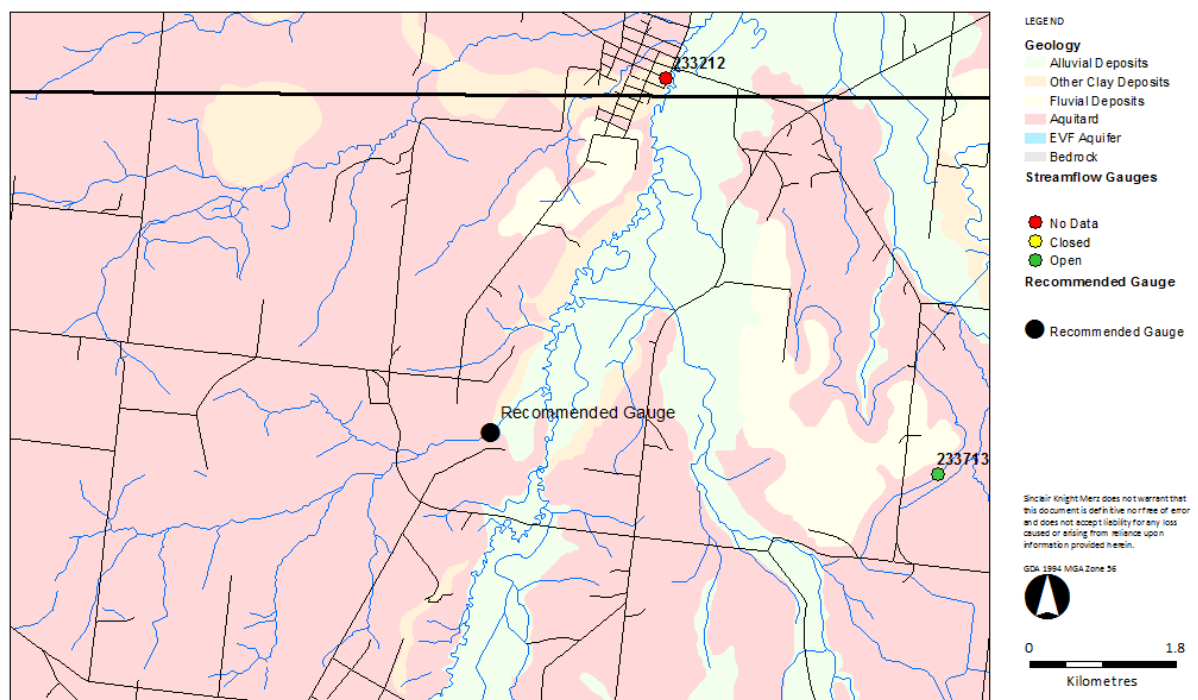 233212
Recommended Gauge
233713
LEGEND
Geology
Alluvial Deposits
Other Clay Deposits
Fluvial Deposits
Aquitard
EVF Aquifer
Bedrock
Streamflow Gauges
No Data
Closed
Open
Recommended Gauge
Recommended Gauge
Sinclair Knight Merz does not warrant that
this document is definitive nor free of error
and does not accept liability for any loss
caused or arising from reliance upon
information provided herein.
GDA 1994 MGA Zone 56
0 1.8
Kilometres